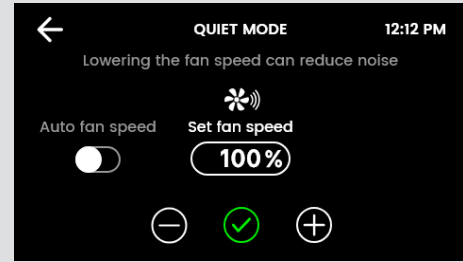 QUIET MODE 12:12 PM
Lowering the fan speed can reduce noise
Auto fan speed Set fan speed
100%